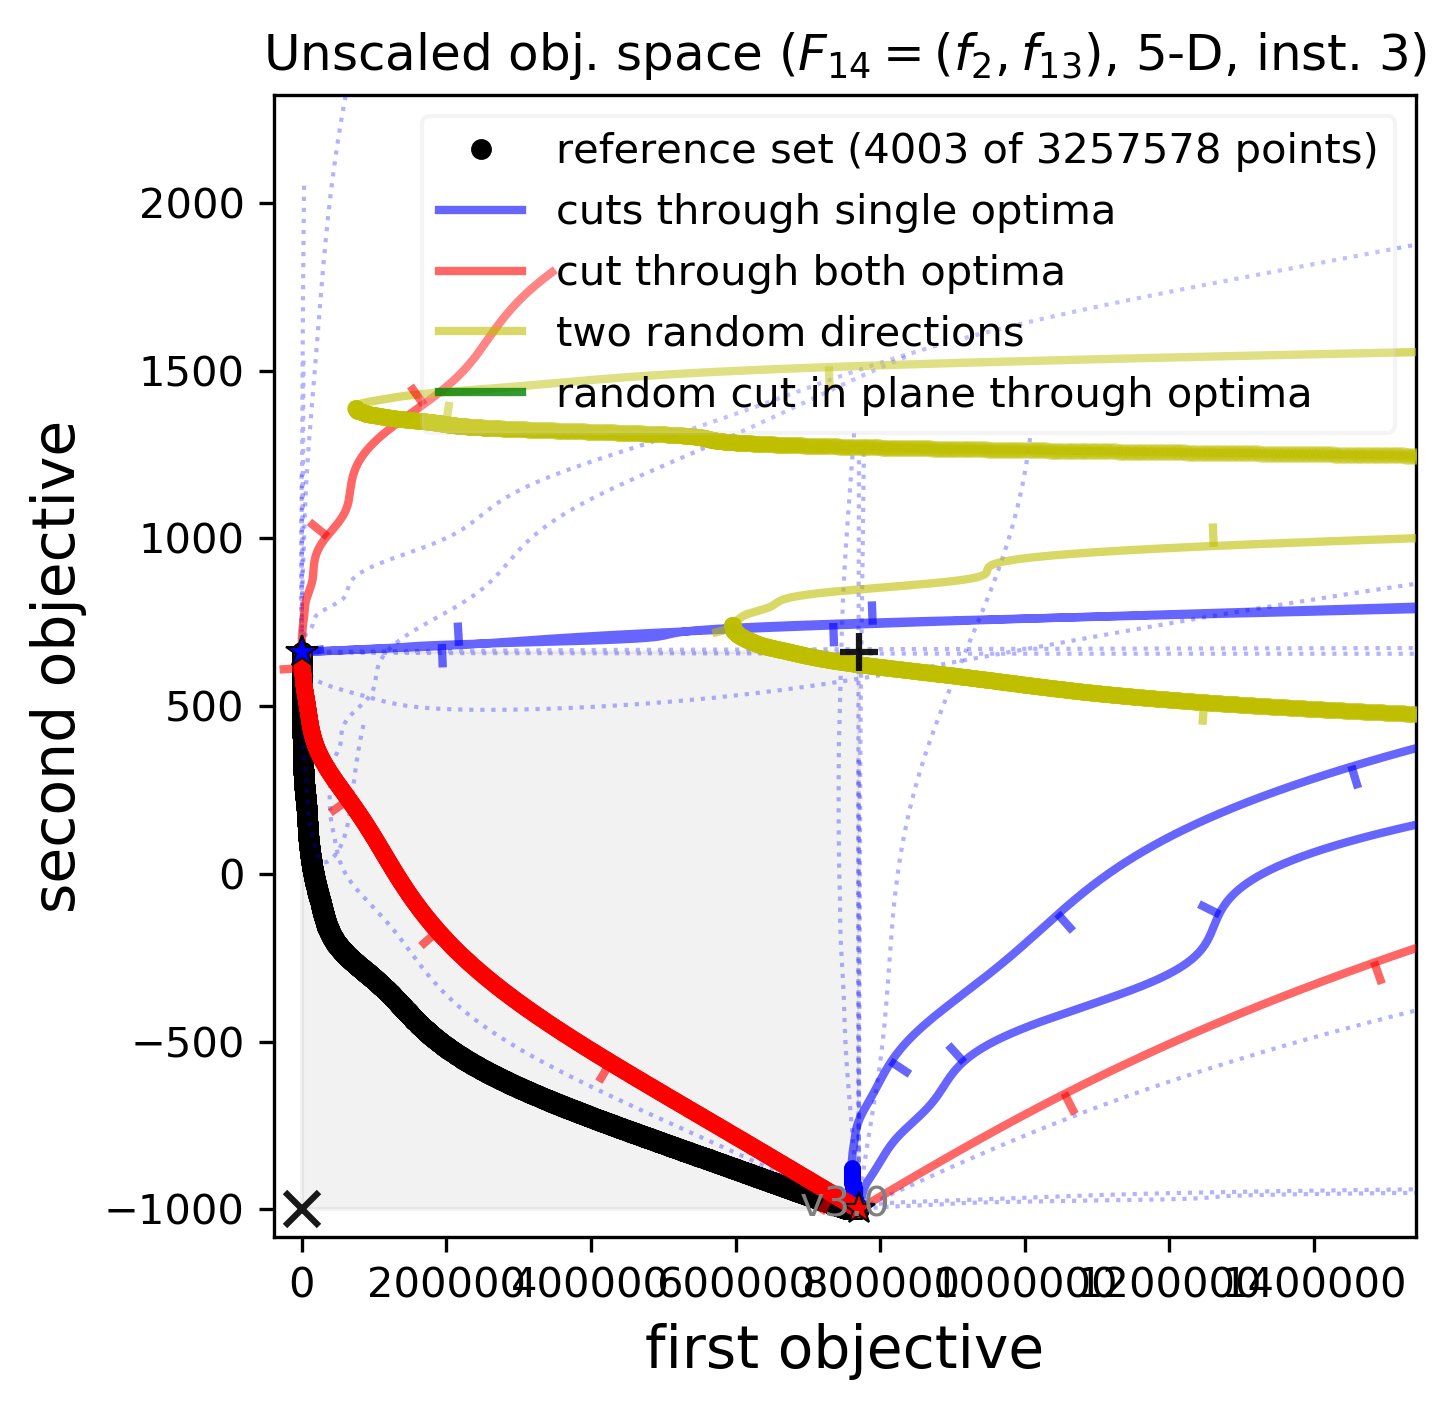 Unscaled obj. space (F₁₄ = (f₂, f₁₃), 5-D, inst. 3)
reference set (4003 of 3257578 points)
cuts through single optima
cut through both optima
two random directions
random cut in plane through optima
second objective
2000
1500
1000
500
0
−500
−1000
v3.0
0 200000 400000 600000 800000 1000000 1200000 1400000
first objective